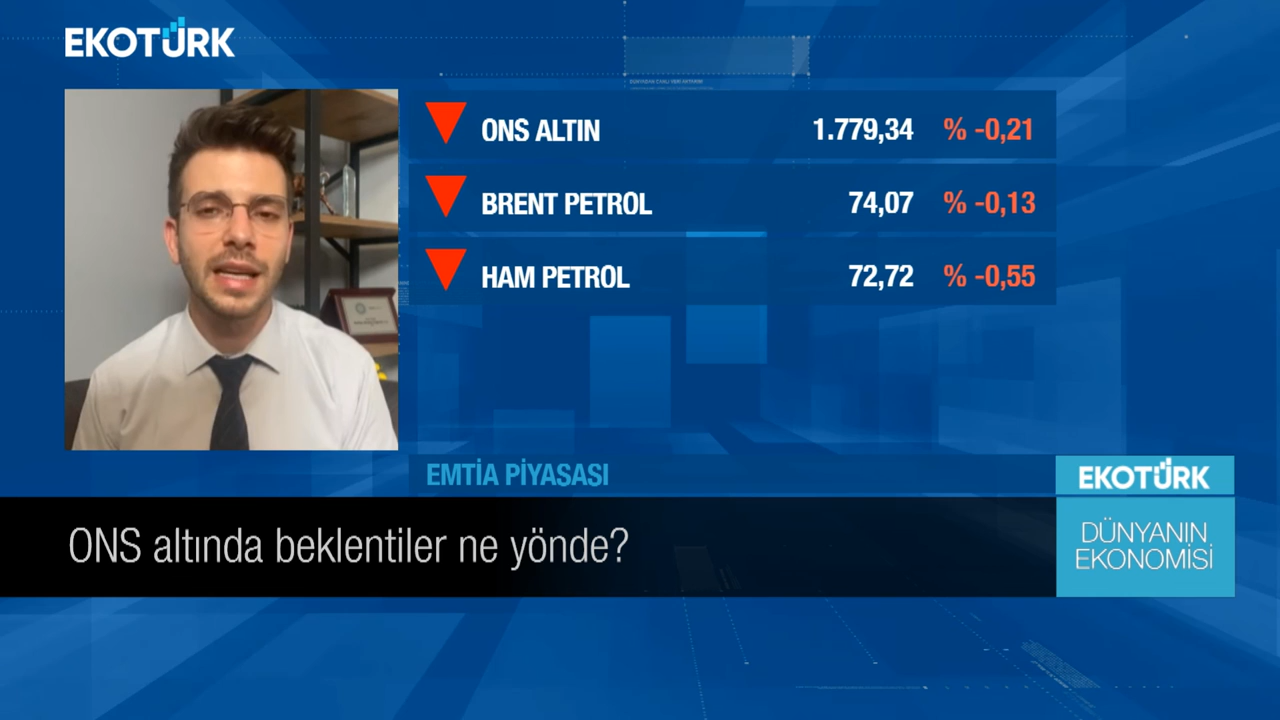 EKOTÜRK
ONS ALTIN 1.779,34 % -0,21
BRENT PETROL 74,07 % -0,13
HAM PETROL 72,72 % -0,55
EMTİA PİYASASI
EKOTÜRK
ONS altında beklentiler ne yönde?
DÜNYANIN
EKONOMİSİ